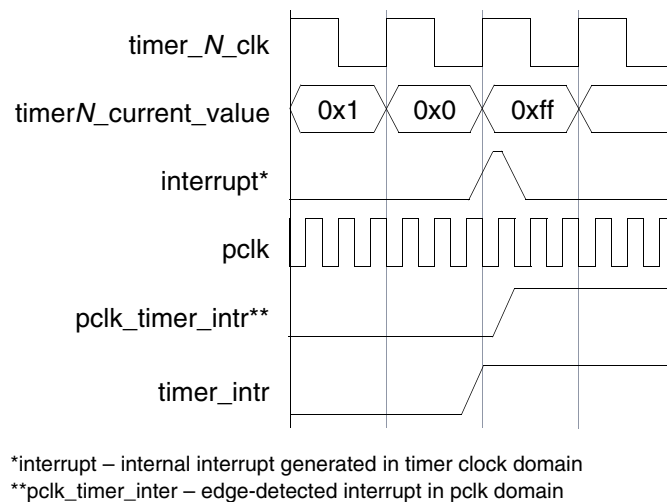 timer_N_clk
timerN_current_value
0x1 0x0 0xff
interrupt*
pclk
pclk_timer_intr**
timer_intr
*interrupt – internal interrupt generated in timer clock domain
**pclk_timer_inter – edge-detected interrupt in pclk domain